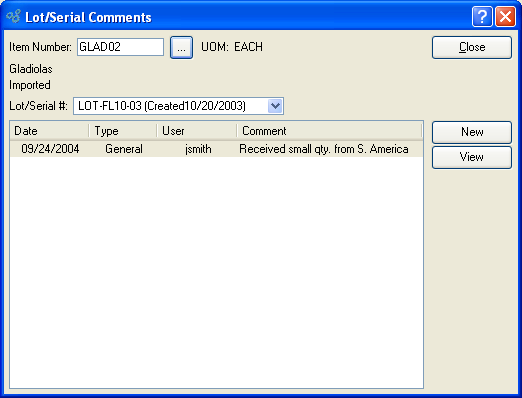 Lot/Serial Comments
Item Number: GLAD02 ... UOM: EACH Close
Gladiolas
Imported
Lot/Serial #: LOT-FL10-03 (Created10/20/2003)
Date Type User Comment New
09/24/2004 General jsmith Received small qty. from S. America View